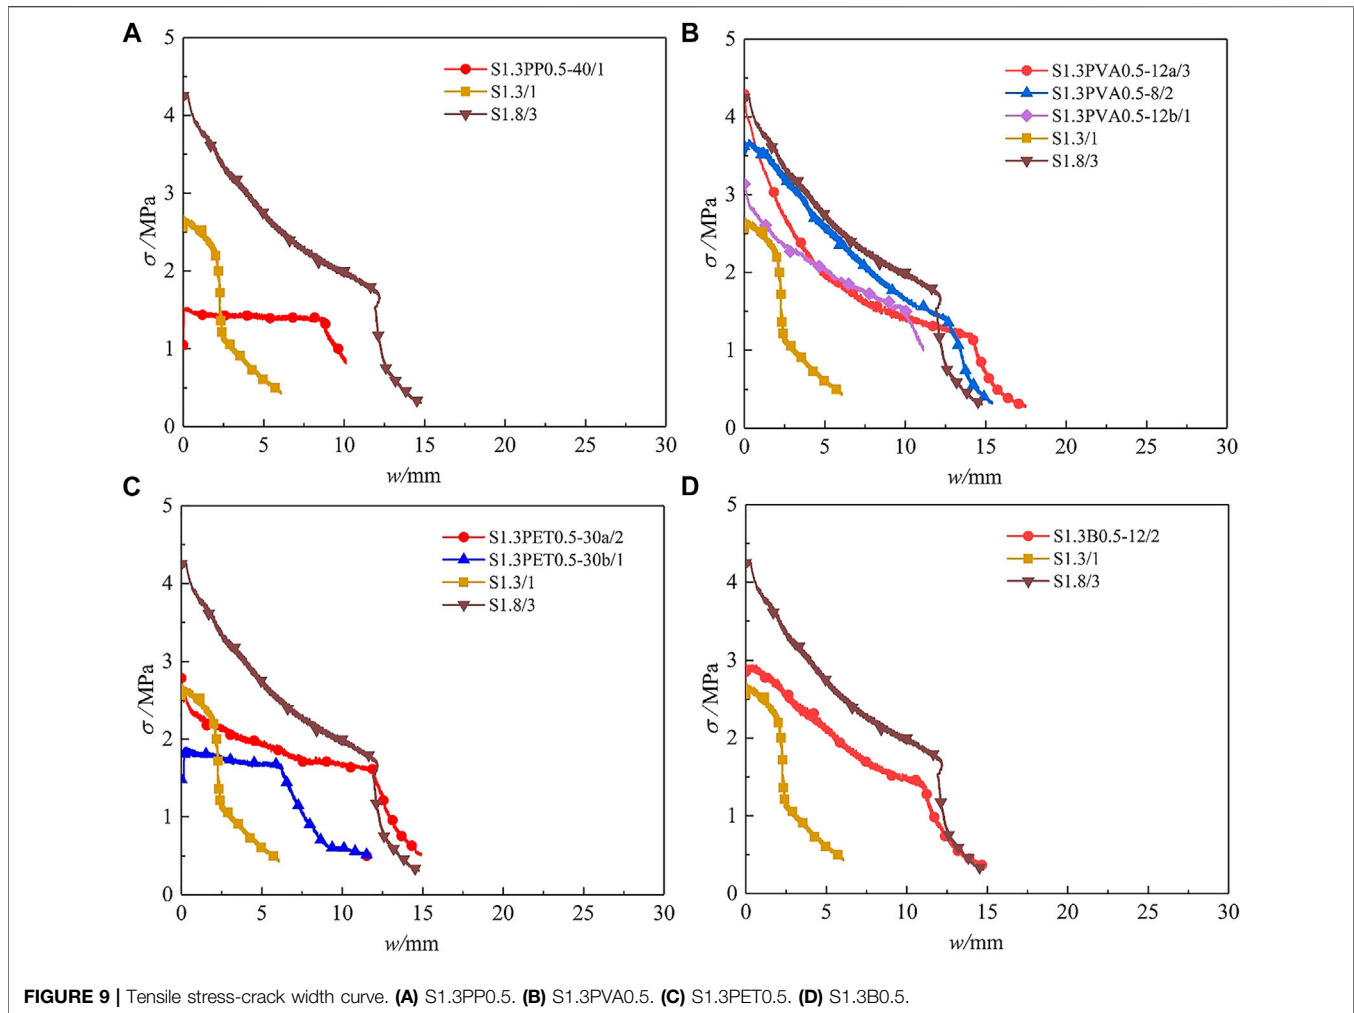 A
5
4
3
2
1
0
σ /MPa
S1.3PP0.5-40/1
S1.3/1
S1.8/3
0 5 10 15 20 25 30
w/mm
B
5
4
3
2
1
0
σ /MPa
S1.3PVA0.5-12a/3
S1.3PVA0.5-8/2
S1.3PVA0.5-12b/1
S1.3/1
S1.8/3
0 5 10 15 20 25 30
w/mm
C
5
4
3
2
1
0
σ /MPa
S1.3PET0.5-30a/2
S1.3PET0.5-30b/1
S1.3/1
S1.8/3
0 5 10 15 20 25 30
w/mm
D
5
4
3
2
1
0
σ /MPa
S1.3B0.5-12/2
S1.3/1
S1.8/3
0 5 10 15 20 25 30
w/mm
FIGURE 9 | Tensile stress-crack width curve. (A) S1.3PP0.5. (B) S1.3PVA0.5. (C) S1.3PET0.5. (D) S1.3B0.5.